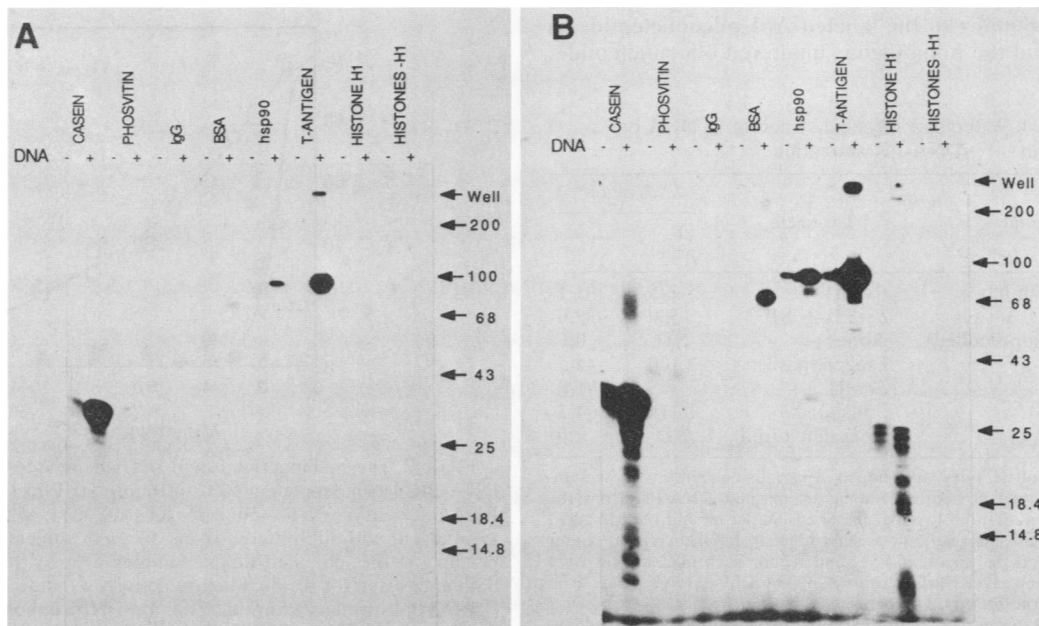 A
CASEIN
PHOSVITIN
IgG
BSA
hsp90
T-ANTIGEN
HISTONE H1
HISTONES -H1
DNA - + - + - + - + - + - + - + - +
Well
200
100
68
43
25
18.4
14.8
B
CASEIN
PHOSVITIN
IgG
BSA
hsp90
T-ANTIGEN
HISTONE H1
HISTONES -H1
DNA - + - + - + - + - + - + - + - +
Well
200
100
68
43
25
18.4
14.8